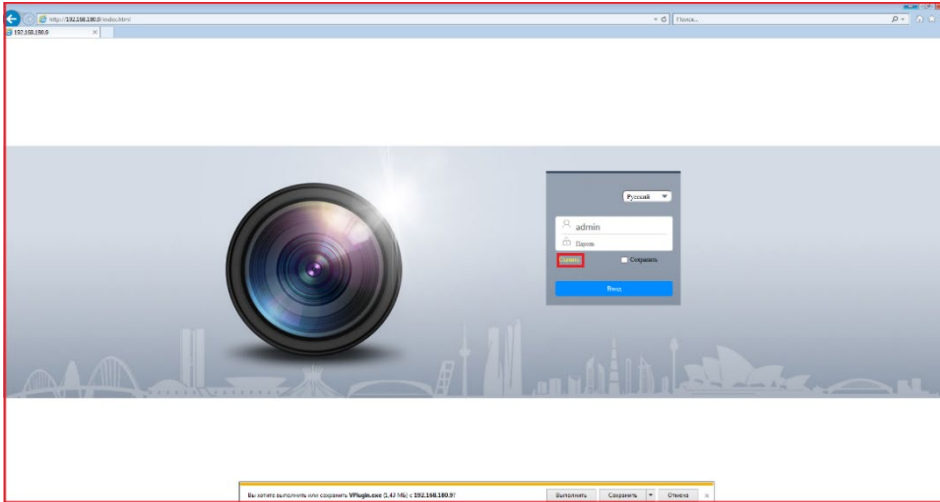 http://192.168.180.9/index.html
Поиск...
192.168.180.9
Русский
admin
Пароль
Скачать
Сохранить
Вход
Вы хотите выполнить или сохранить VPlugin.exe (1,43 МБ) с 192.168.180.9?
Выполнить
Сохранить
Отмена